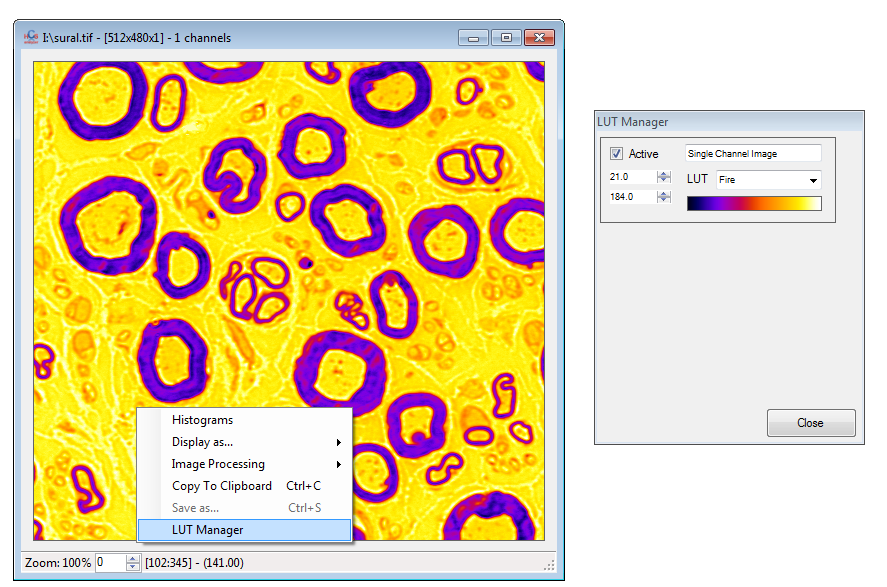 I:\sural.tif - [512x480x1] - 1 channels
Histograms
Display as...
Image Processing
Copy To Clipboard Ctrl+C
Save as... Ctrl+S
LUT Manager
Zoom: 100% 0 [102:345] - (141.00)
LUT Manager
Active Single Channel Image
21.0 LUT Fire
184.0
Close